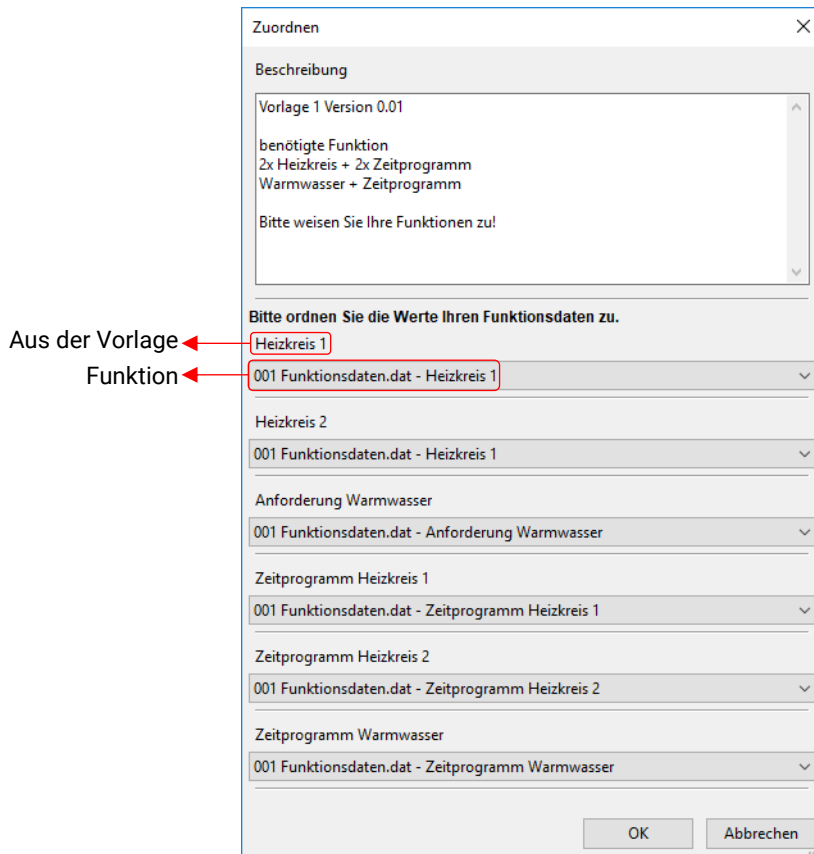 Zuordnen
Beschreibung
Vorlage 1 Version 0.01
benötigte Funktion
2x Heizkreis + 2x Zeitprogramm
Warmwasser + Zeitprogramm
Bitte weisen Sie Ihre Funktionen zu!
Bitte ordnen Sie die Werte Ihren Funktionsdaten zu.
Aus der Vorlage
Heizkreis 1
Funktion
001 Funktionsdaten.dat - Heizkreis 1
Heizkreis 2
001 Funktionsdaten.dat - Heizkreis 1
Anforderung Warmwasser
001 Funktionsdaten.dat - Anforderung Warmwasser
Zeitprogramm Heizkreis 1
001 Funktionsdaten.dat - Zeitprogramm Heizkreis 1
Zeitprogramm Heizkreis 2
001 Funktionsdaten.dat - Zeitprogramm Heizkreis 2
Zeitprogramm Warmwasser
001 Funktionsdaten.dat - Zeitprogramm Warmwasser
OK
Abbrechen